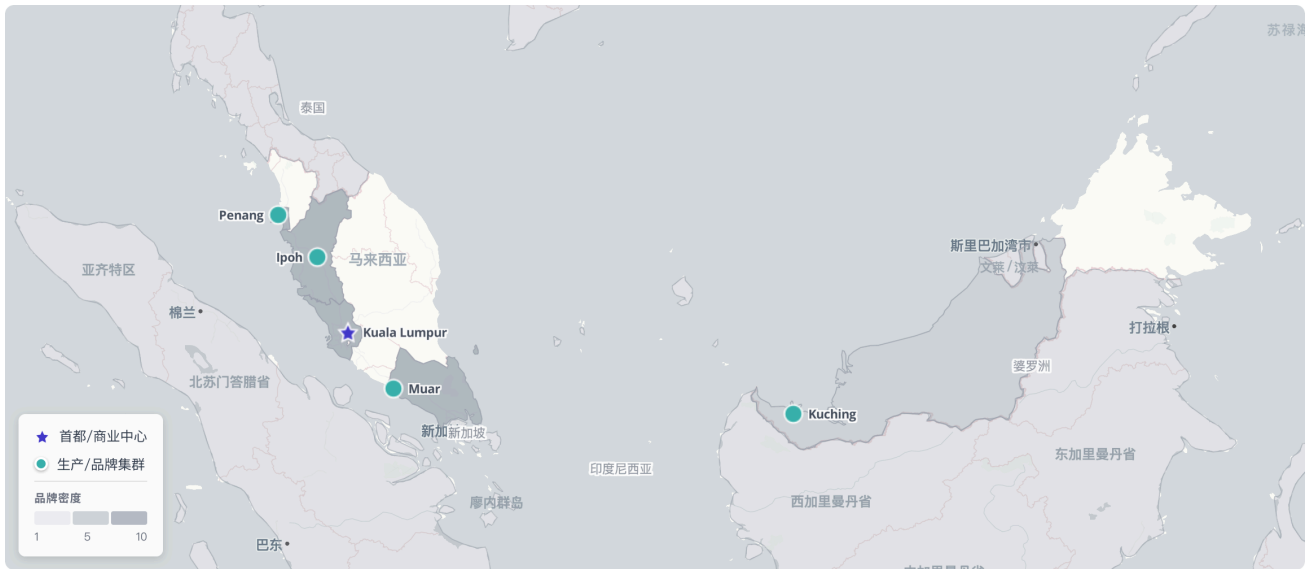 苏禄海
泰国
Penang
Ipoh
马来西亚
斯里巴加湾市
文莱/汶莱
亚齐特区
棉兰
Kuala Lumpur
打拉根
婆罗洲
北苏门答腊省
Muar
Kuching
新加
新加坡
东加里曼丹省
印度尼西亚
西加里曼丹省
廖内群岛
巴东
首都/商业中心
生产/品牌集群
品牌密度
1 5 10